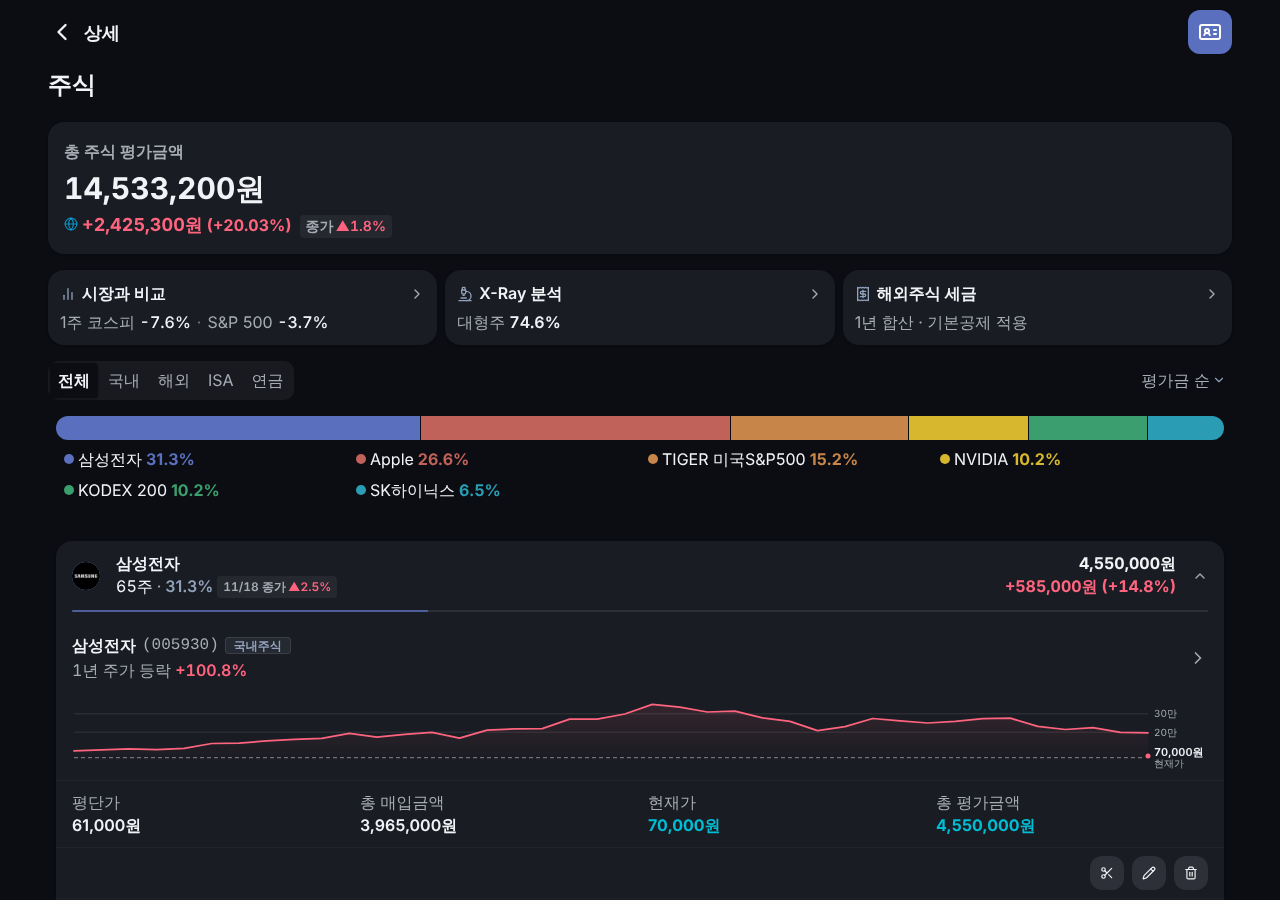 상세
주식
총 주식 평가금액
14,533,200원
+2,425,300원 (+20.03%) 종가 ▲1.8%
시장과 비교
1주 코스피 -7.6% · S&P 500 -3.7%
X-Ray 분석
대형주 74.6%
해외주식 세금
1년 합산 · 기본공제 적용
전체 국내 해외 ISA 연금
평가금 순
삼성전자 31.3%
Apple 26.6%
TIGER 미국S&P500 15.2%
NVIDIA 10.2%
KODEX 200 10.2%
SK하이닉스 6.5%
SAMSUNG
삼성전자
65주 · 31.3% 11/18 종가 ▲2.5%
4,550,000원
+585,000원 (+14.8%)
삼성전자 (005930) 국내주식
1년 주가 등락 +100.8%
30만
20만
70,000원
현재가
평단가
61,000원
총 매입금액
3,965,000원
현재가
70,000원
총 평가금액
4,550,000원